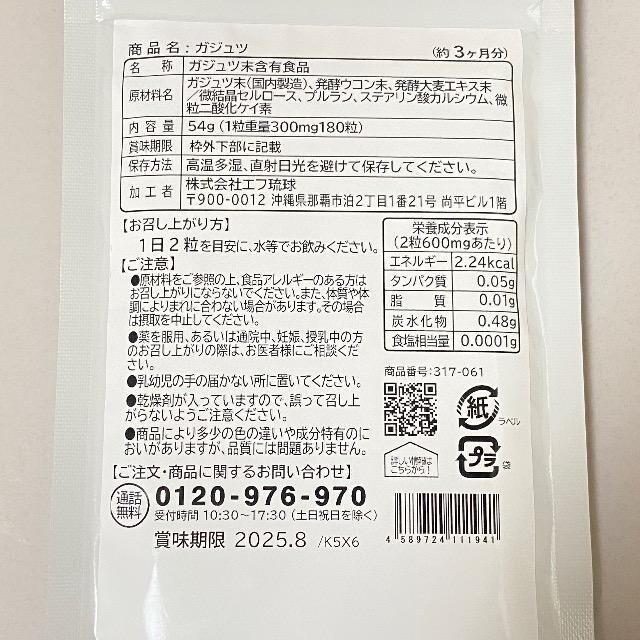 商品名:ガジュツ (約3ヶ月分)
名 称 ガジュツ末含有食品
原材料名 ガジュツ末(国内製造)、発酵ウコン末、発酵大麦エキス末
/微結晶セルロース、プルラン、ステアリン酸カルシウム、微
粒二酸化ケイ素
内容量 54g (1粒重量300mg180粒)
賞味期限 枠外下部に記載
保存方法 高温多湿、直射日光を避けて保存してください。
加工者 株式会社エフ琉球
〒900-0012 沖縄県那覇市泊2丁目1番21号 尚平ビル1階
【お召し上がり方】
1日2粒を目安に、水等でお飲みください。
【ご注意】
●原材料をご参照の上、食品アレルギーのある方は
お召し上がりにならないでください。また、体質や体
調によりまれに合わない場合があります。その場合
は摂取を中止してください。
●薬を服用、あるいは通院中、妊娠、授乳中の方
のお召し上がりの際は、お医者様にご相談くだ
さい。
●乳幼児の手の届かない所に置いてください。
●乾燥剤が入っていますので、誤って召し上
がらないようご注意ください。
●商品により多少の色の違いや成分特有のに
おいがありますが、品質には問題ありません。
栄養成分表示
(2粒600mgあたり)
エネルギー 2.24kcal
タンパク質 0.05g
脂 質 0.01g
炭水化物 0.48g
食塩相当量 0.0001g
商品番号:317-061
詳しい情報は
こちらから!
紙
ラベル
プラ
袋
【ご注文・商品に関するお問い合わせ】
通話
無料
0120-976-970
受付時間 10:30〜17:30 (土日祝日を除く)
賞味期限 2025.8 /K5X6
4 589724 111941